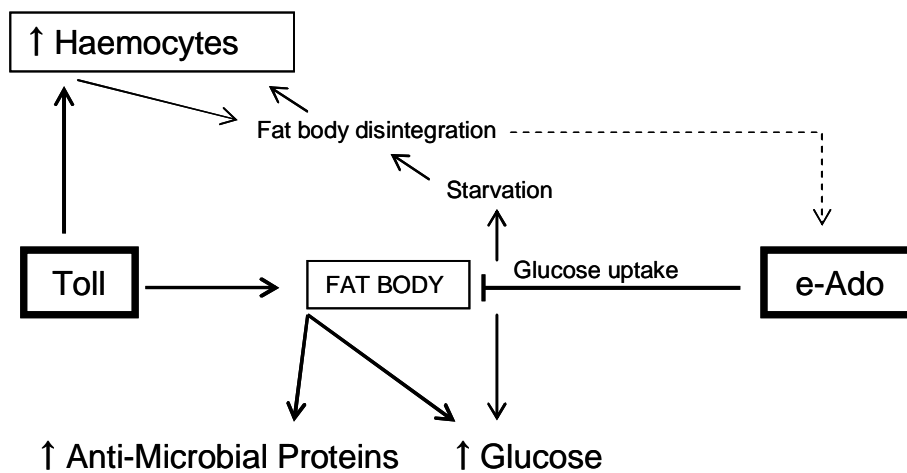 ↑ Haemocytes
Fat body disintegration
Starvation
Toll
FAT BODY
Glucose uptake
e-Ado
↑ Anti-Microbial Proteins
↑ Glucose